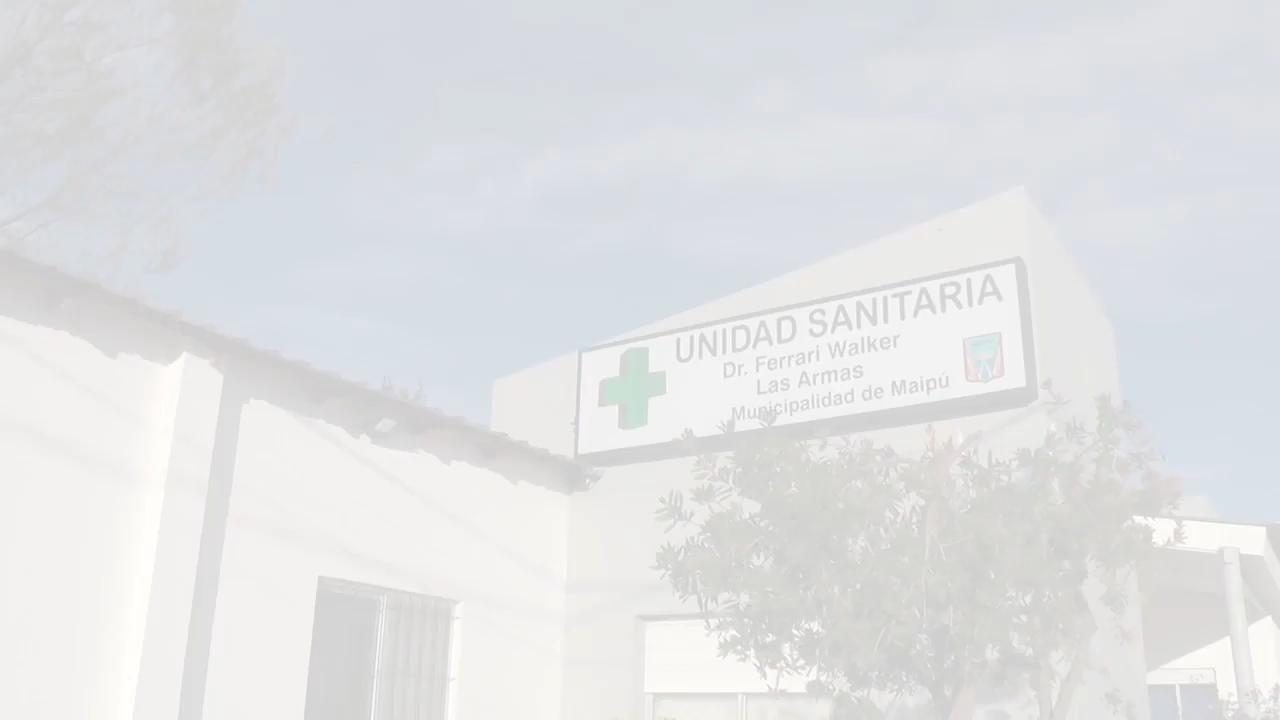 UNIDAD SANITARIA
Dr. Ferrari Walker
Las Armas
Municipalidad de Maipú